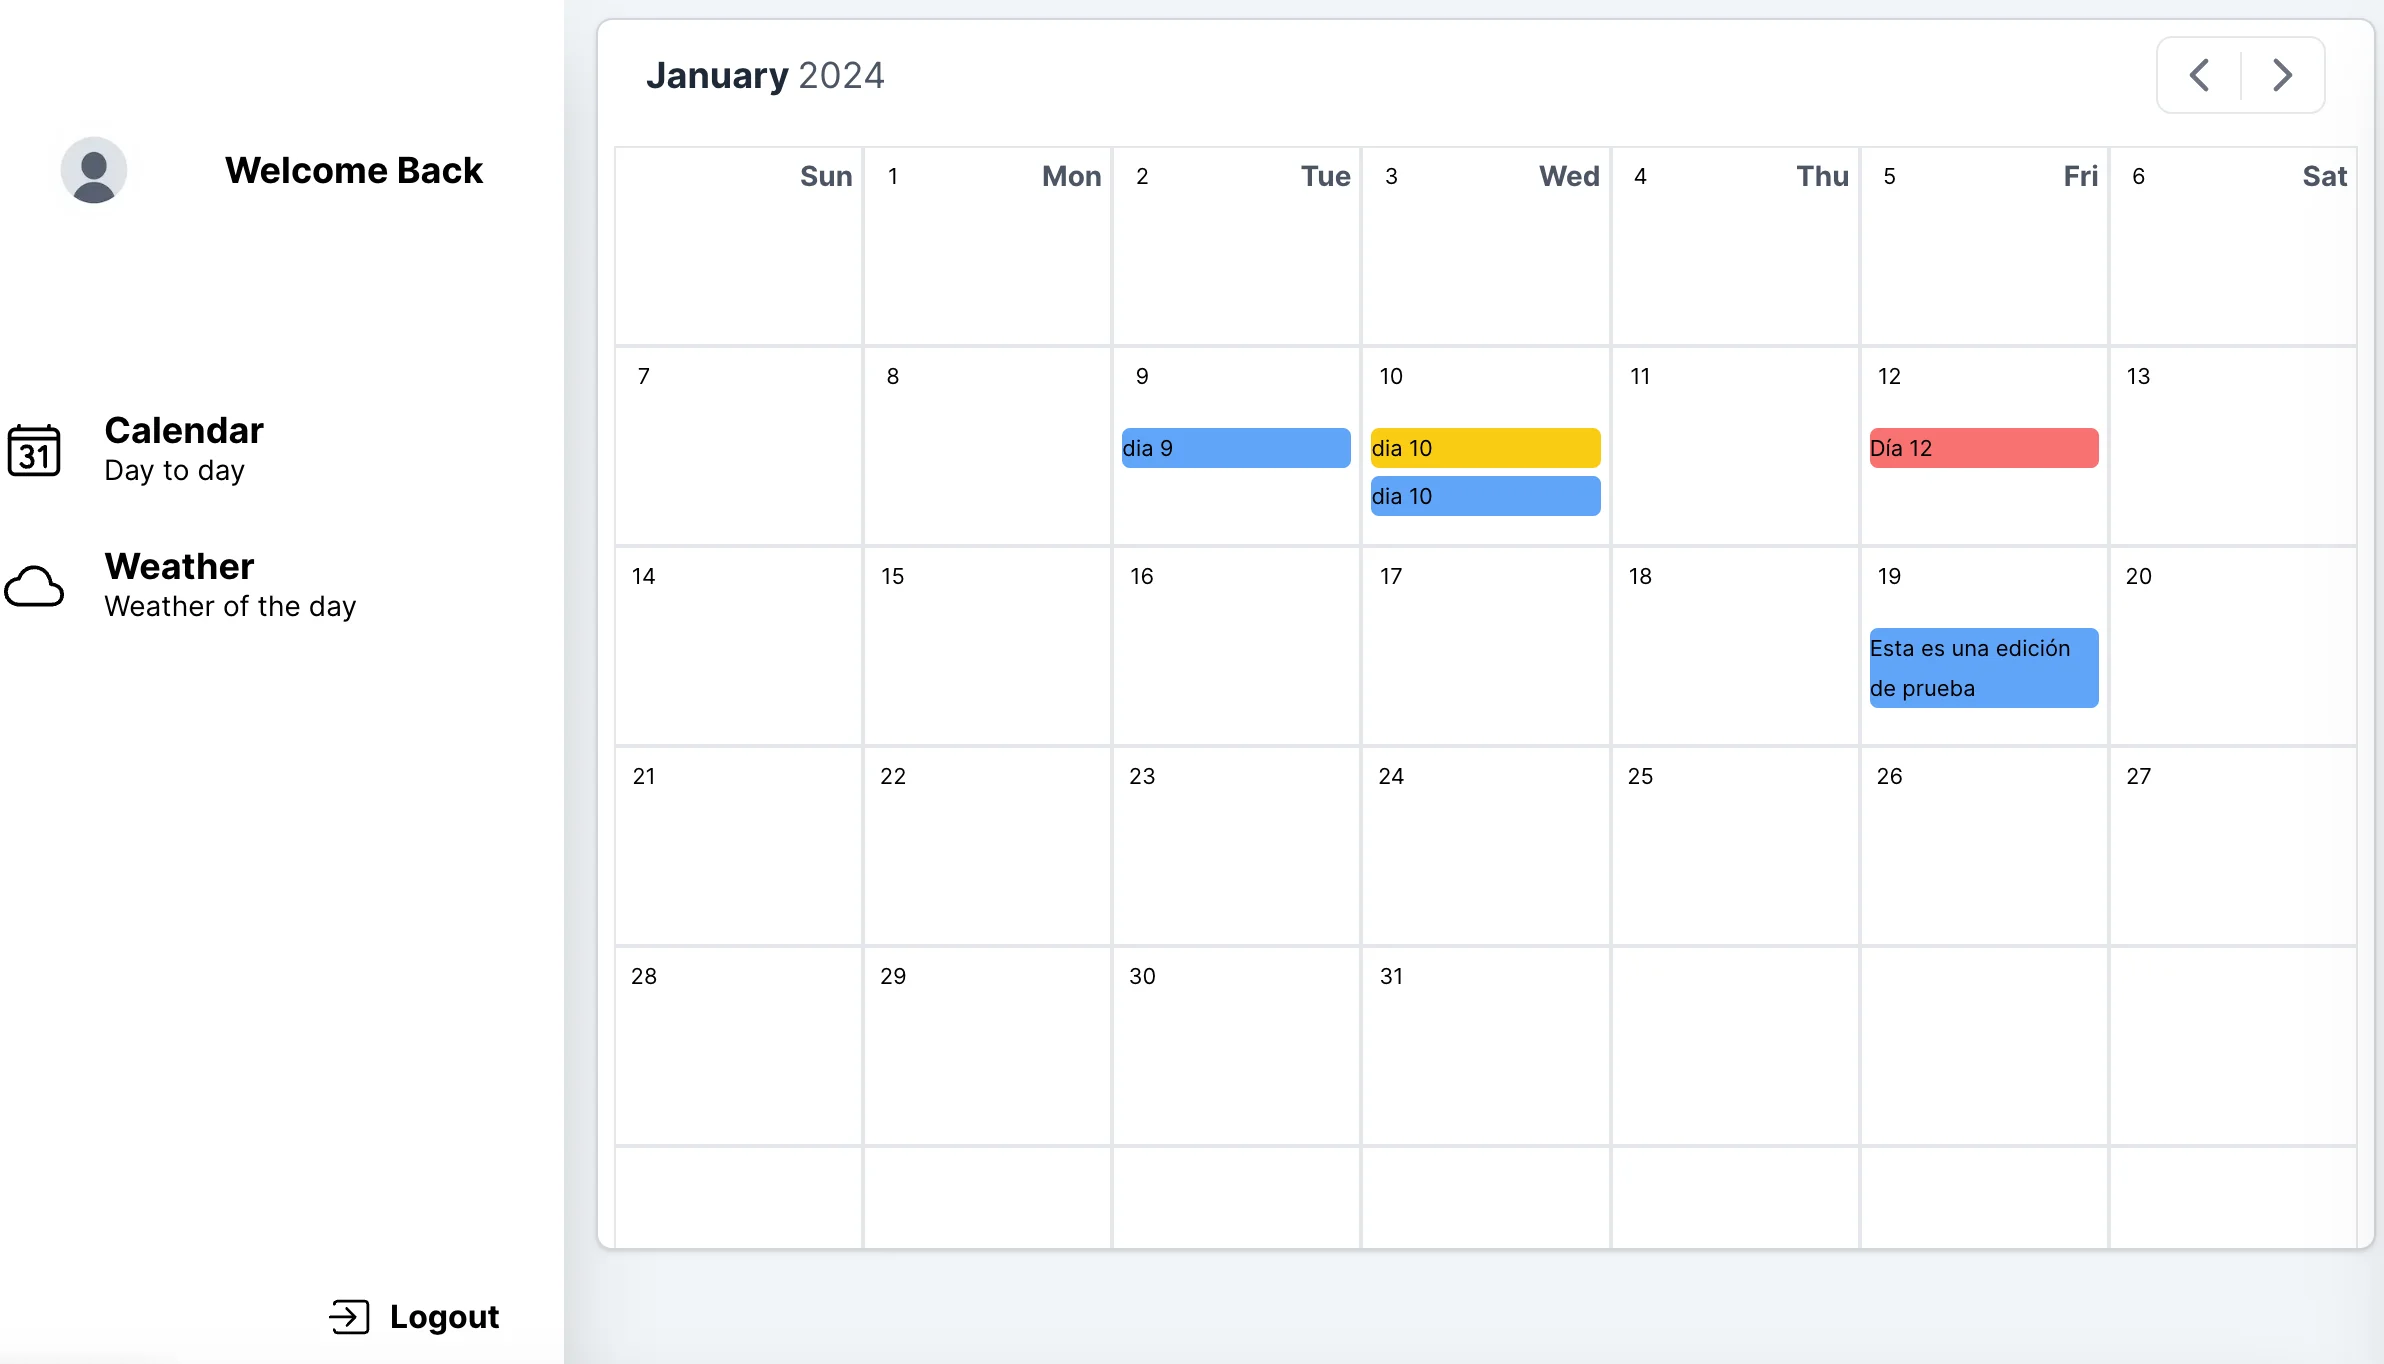 Welcome Back
31
Calendar
Day to day
Weather
Weather of the day
Logout
January 2024
Sun 1 Mon 2 Tue 3 Wed 4 Thu 5 Fri 6 Sat
7 8 9 10 11 12 13
dia 9 dia 10 Día 12
dia 10
14 15 16 17 18 19 20
Esta es una edición
de prueba
21 22 23 24 25 26 27
28 29 30 31